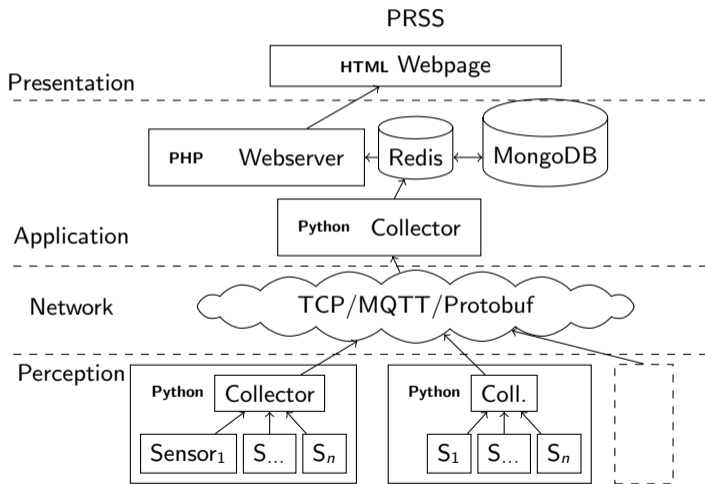 PRSS
HTML Webpage
Presentation
PHP Webserver
Redis
MongoDB
Python Collector
Application
Network
TCP/MQTT/Protobuf
Perception
Python Collector
Sensor₁ S... Sₙ
Python Coll.
S₁ S... Sₙ